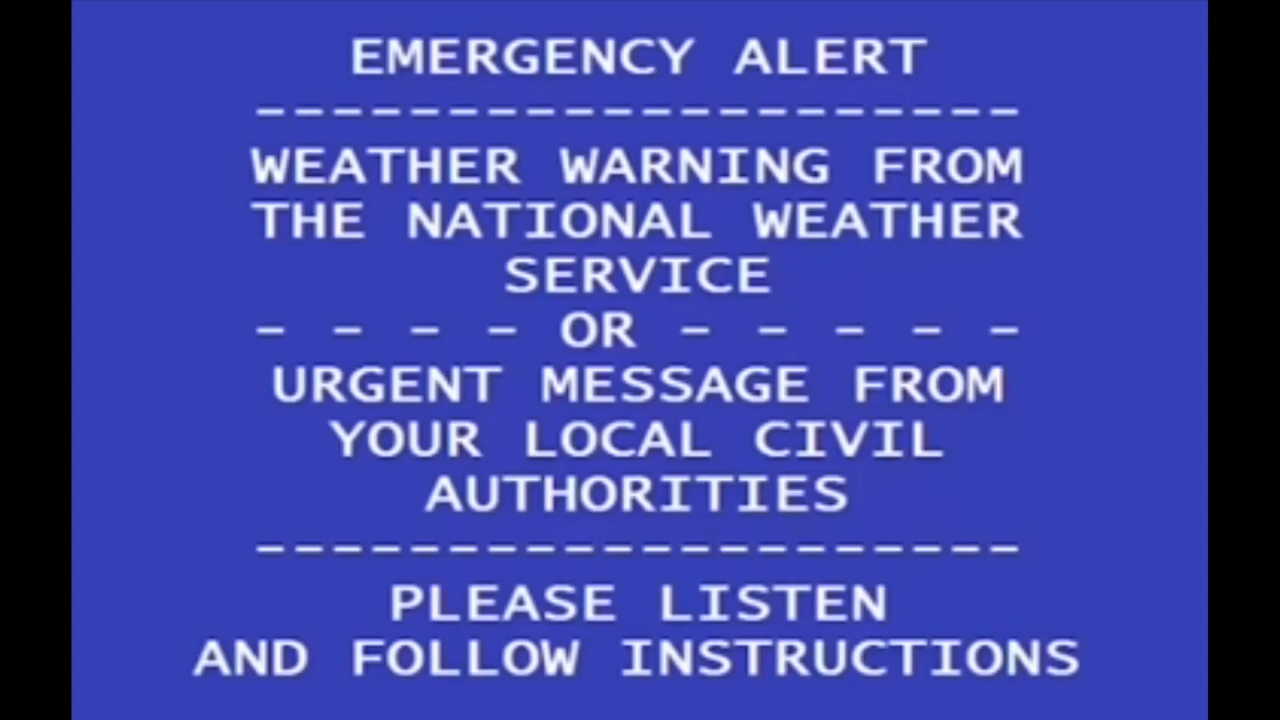 EMERGENCY ALERT
--------------------
WEATHER WARNING FROM
THE NATIONAL WEATHER
SERVICE
- - - - OR - - - - -
URGENT MESSAGE FROM
YOUR LOCAL CIVIL
AUTHORITIES
--------------------
PLEASE LISTEN
AND FOLLOW INSTRUCTIONS